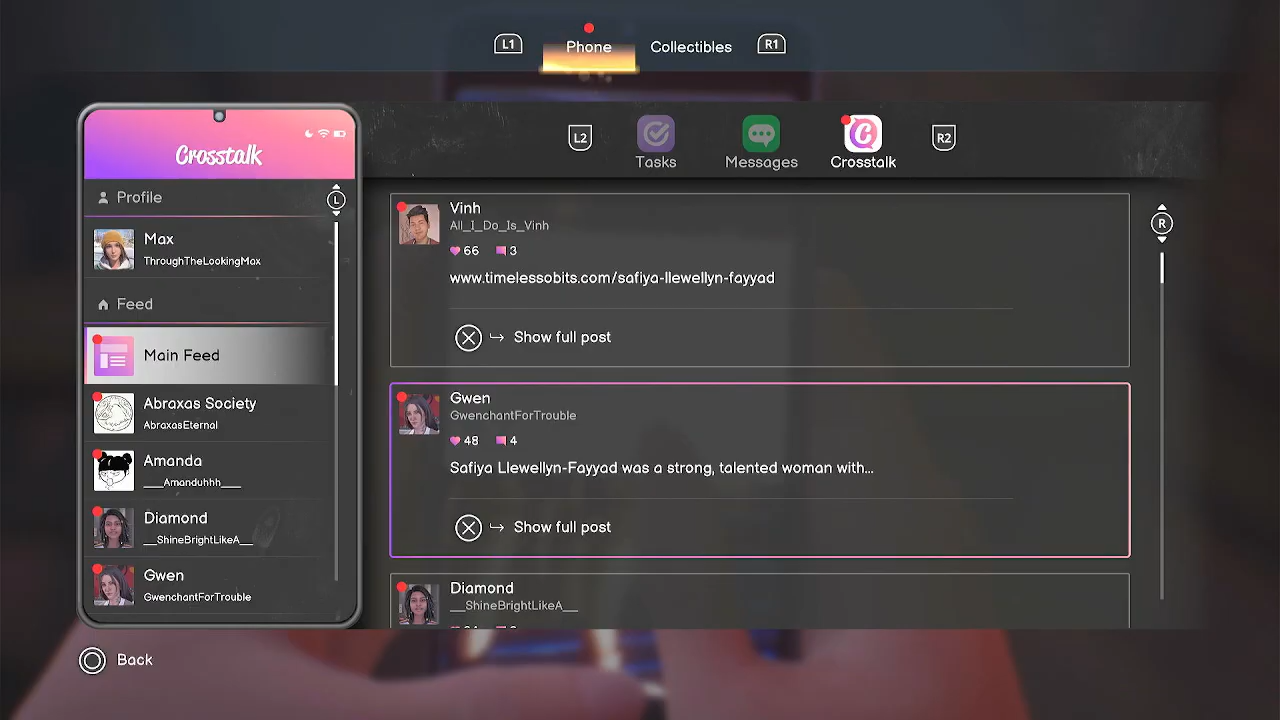 L1
Phone
Collectibles
R1
Crosstalk
L2
Tasks
Messages
Crosstalk
R2
Profile
L
Max
ThroughTheLookingMax
Feed
Main Feed
Abraxas Society
AbraxasEternal
Amanda
___Amanduhhh___
Diamond
__ShineBrightLikeA__
Gwen
GwenchantForTrouble
Vinh
All_I_Do_Is_Vinh
66 3
www.timelessobits.com/safiya-llewellyn-fayyad
Show full post
R
Gwen
GwenchantForTrouble
48 4
Safiya Llewellyn-Fayyad was a strong, talented woman with...
Show full post
Diamond
__ShineBrightLikeA__
Back